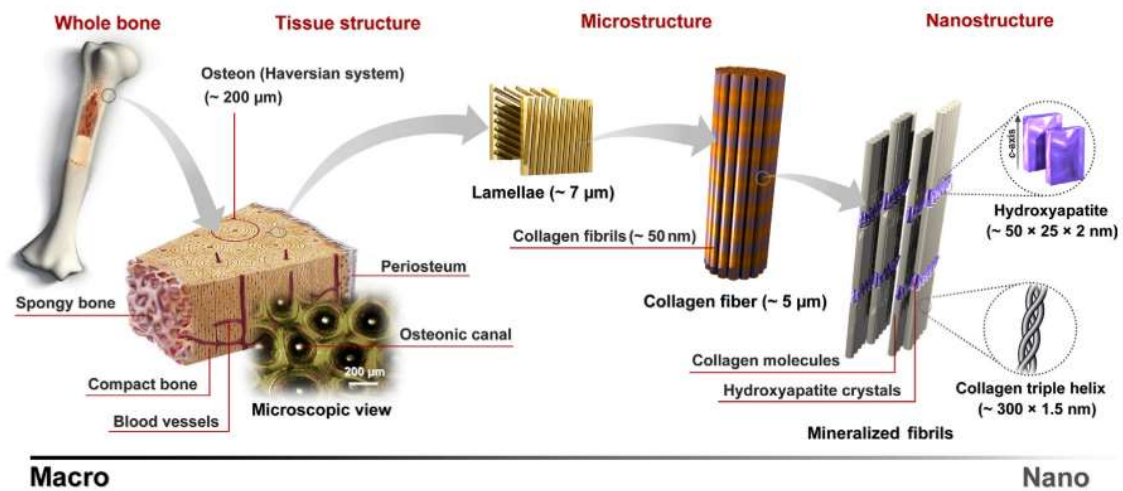 Whole bone
Tissue structure
Microstructure
Nanostructure
Osteon (Haversian system)
(~ 200 µm)
Lamellae (~ 7 µm)
Collagen fibrils (~ 50 nm)
Collagen fiber (~ 5 µm)
c-axis
Hydroxyapatite
(~ 50 × 25 × 2 nm)
Periosteum
Spongy bone
Osteonic canal
200 µm
Compact bone
Blood vessels
Microscopic view
Collagen molecules
Hydroxyapatite crystals
Mineralized fibrils
Collagen triple helix
(~ 300 × 1.5 nm)
Macro
Nano